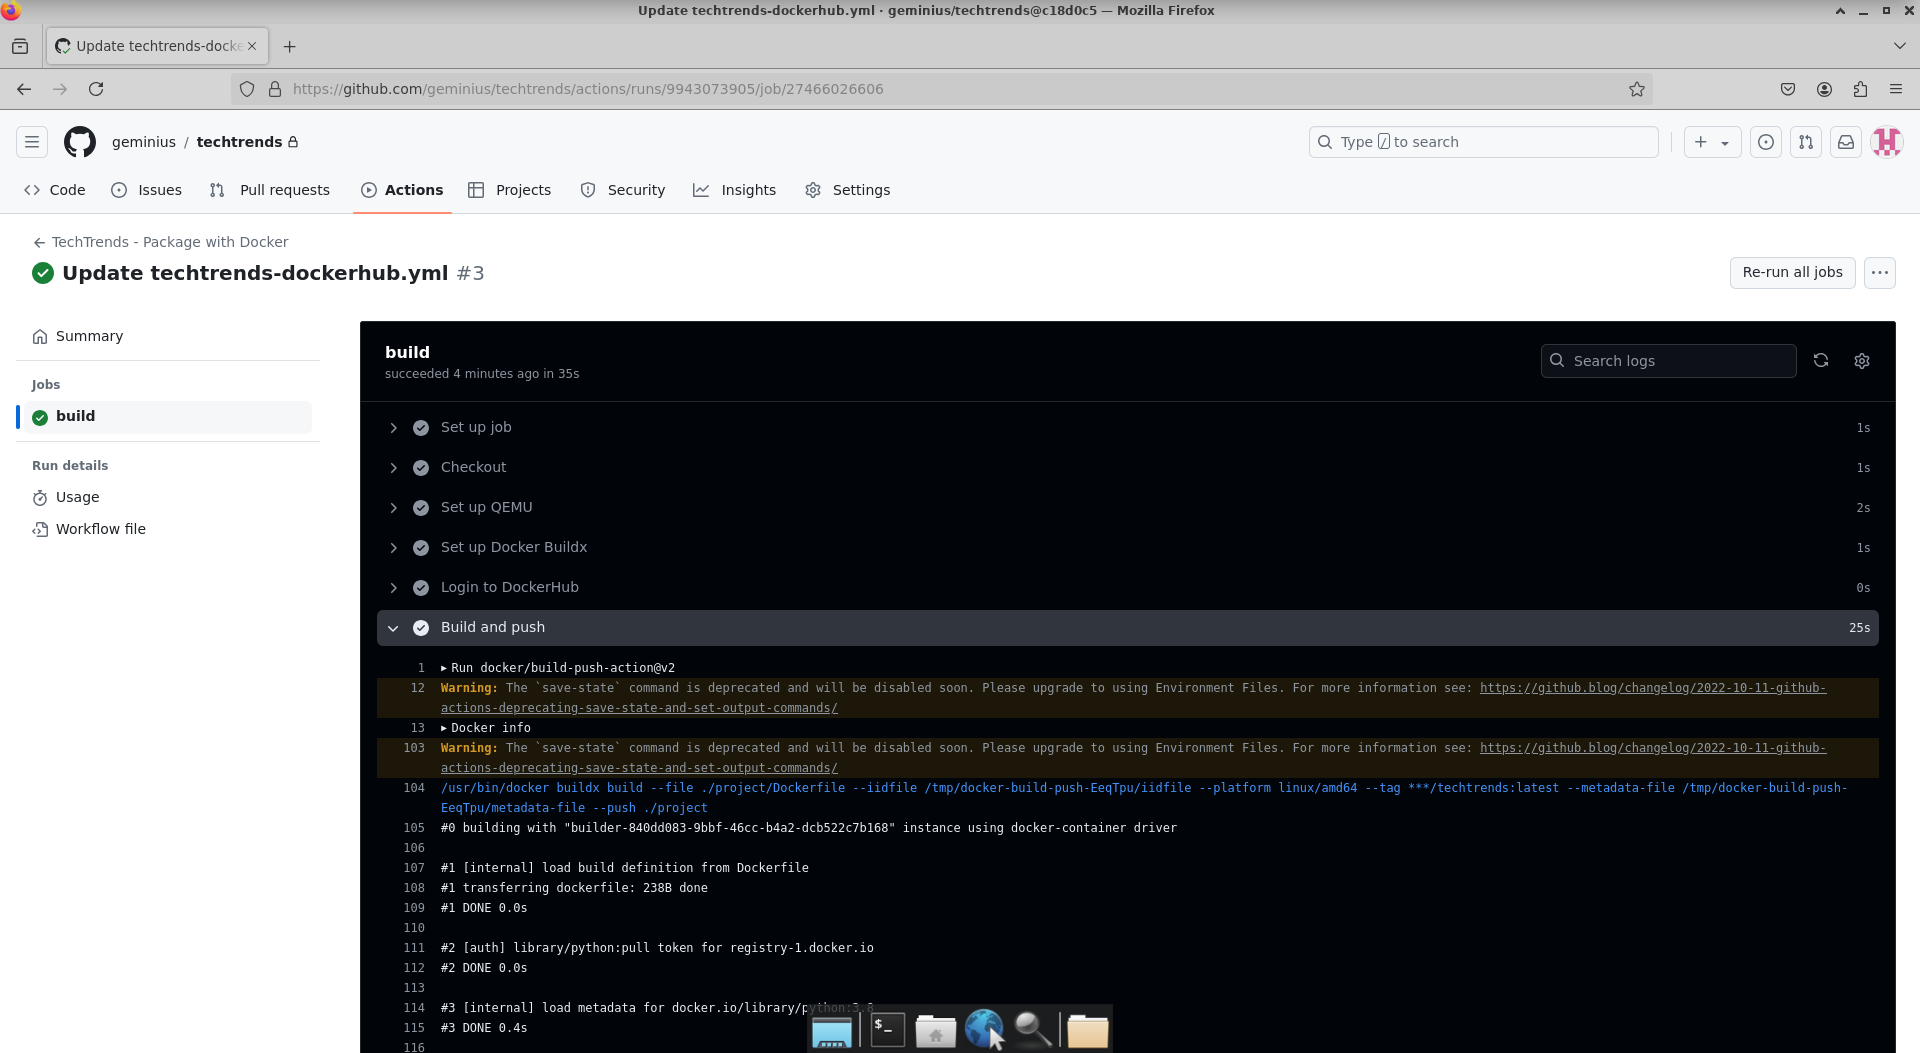 Update techtrends-dockerhub.yml · geminius/techtrends@c18d0c5 — Mozilla Firefox
Update techtrends-docke
https://github.com/geminius/techtrends/actions/runs/9943073905/job/27466026606
geminius / techtrends
Type / to search
Code
Issues
Pull requests
Actions
Projects
Security
Insights
Settings
TechTrends - Package with Docker
Update techtrends-dockerhub.yml #3
Re-run all jobs
Summary
Jobs
build
Run details
Usage
Workflow file
build
succeeded 4 minutes ago in 35s
Search logs
Set up job 1s
Checkout 1s
Set up QEMU 2s
Set up Docker Buildx 1s
Login to DockerHub 0s
Build and push 25s
1 Run docker/build-push-action@v2
12 Warning: The `save-state` command is deprecated and will be disabled soon. Please upgrade to using Environment Files. For more information see: https://github.blog/changelog/2022-10-11-github-
actions-deprecating-save-state-and-set-output-commands/
13 Docker info
103 Warning: The `save-state` command is deprecated and will be disabled soon. Please upgrade to using Environment Files. For more information see: https://github.blog/changelog/2022-10-11-github-
actions-deprecating-save-state-and-set-output-commands/
104 /usr/bin/docker buildx build --file ./project/Dockerfile --iidfile /tmp/docker-build-push-EeqTpu/iidfile --platform linux/amd64 --tag ***/techtrends:latest --metadata-file /tmp/docker-build-push-
EeqTpu/metadata-file --push ./project
105 #0 building with "builder-840dd083-9bbf-46cc-b4a2-dcb522c7b168" instance using docker-container driver
106
107 #1 [internal] load build definition from Dockerfile
108 #1 transferring dockerfile: 238B done
109 #1 DONE 0.0s
110
111 #2 [auth] library/python:pull token for registry-1.docker.io
112 #2 DONE 0.0s
113
114 #3 [internal] load metadata for docker.io/library/python:3.8
115 #3 DONE 0.4s
116
$_